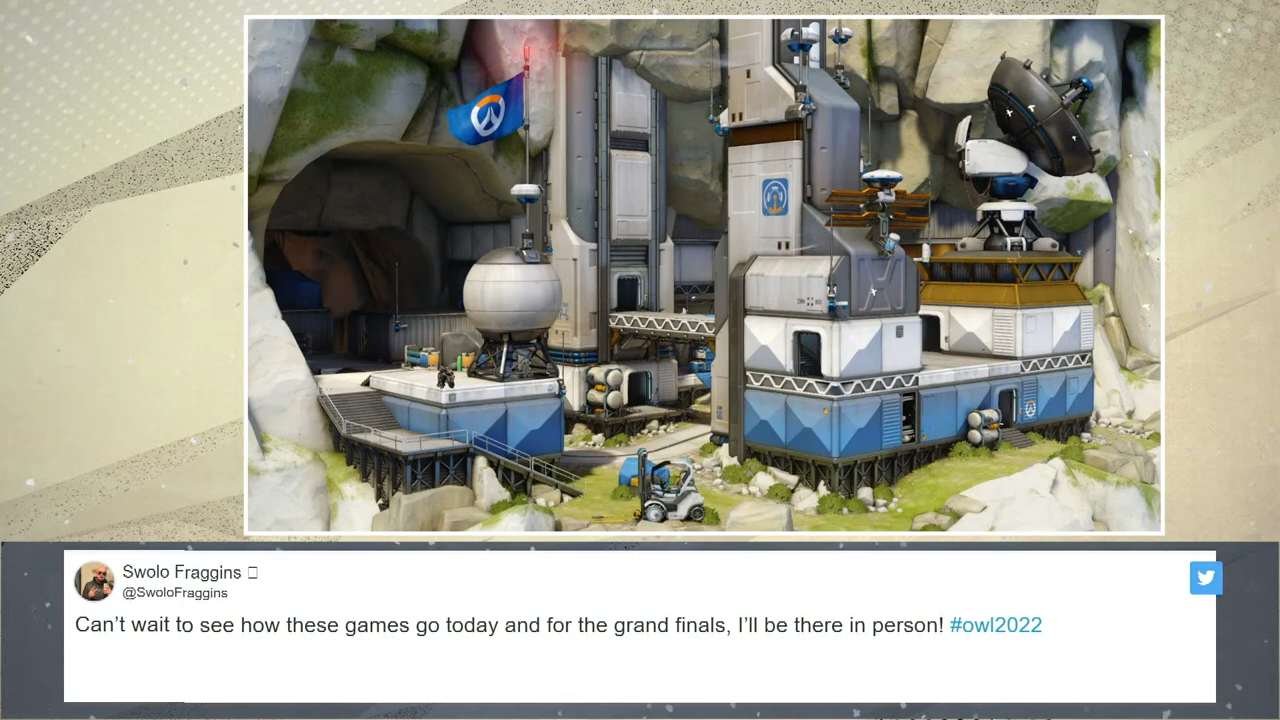 Swolo Fraggins
@SwoloFraggins
Can’t wait to see how these games go today and for the grand finals, I’ll be there in person! #owl2022